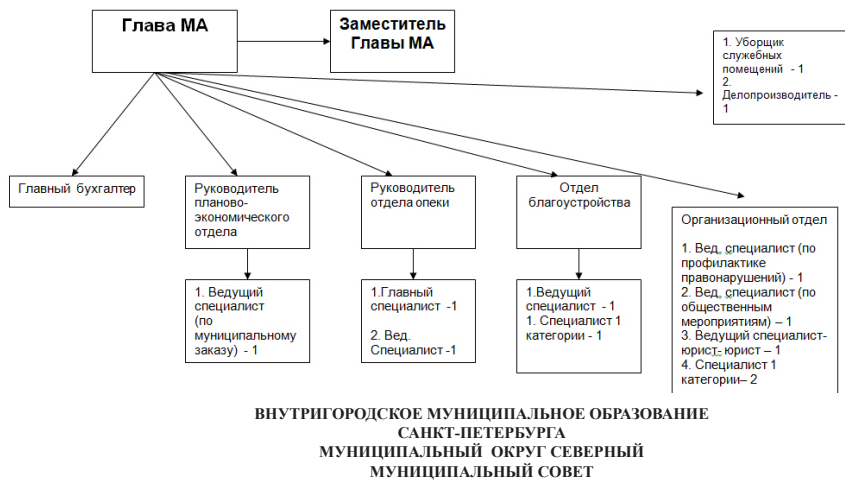 Глава МА
Заместитель
Главы МА
1. Уборщик
служебных
помещений - 1
2.
Делопроизводитель -
1
Главный бухгалтер
Руководитель
планово-
экономического
отдела
Руководитель
отдела опеки
Отдел
благоустройства
Организационный отдел
1. Вед. специалист (по
профилактике
правонарушений) - 1
2. Вед. специалист (по
общественным
мероприятиям) – 1
3. Ведущий специалист-
юрист- юрист – 1
4. Специалист 1
категории– 2
1. Ведущий
специалист
(по
муниципальному
заказу) - 1
1.Главный
специалист -1
2. Вед.
Специалист -1
1.Ведущий
специалист - 1
1. Специалист 1
категории - 1
ВНУТРИГОРОДСКОЕ МУНИЦИПАЛЬНОЕ ОБРАЗОВАНИЕ
САНКТ-ПЕТЕРБУРГА
МУНИЦИПАЛЬНЫЙ ОКРУГ СЕВЕРНЫЙ
МУНИЦИПАЛЬНЫЙ СОВЕТ